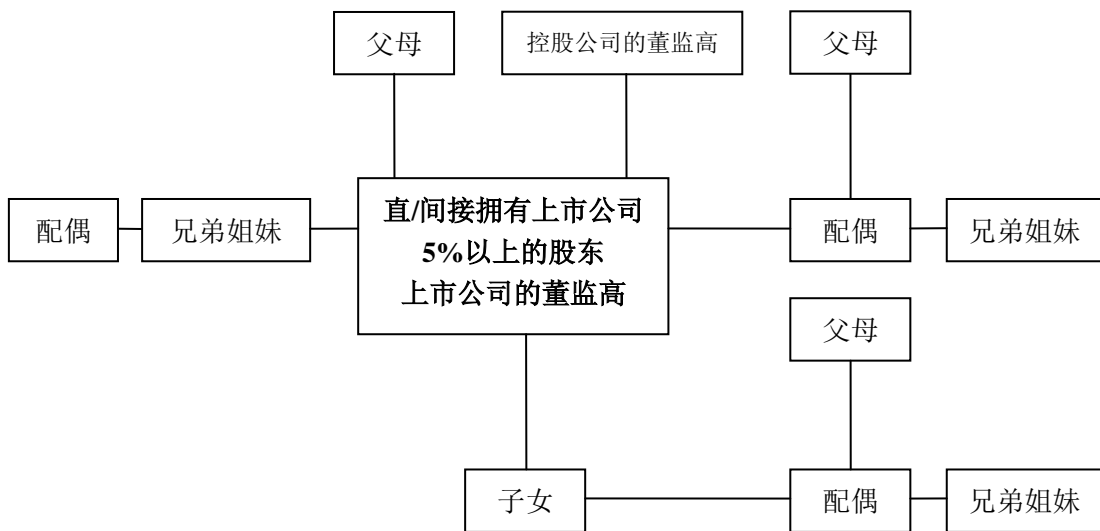 父母
控股公司的董监高
父母
配偶
兄弟姐妹
直/间接拥有上市公司
5%以上的股东
上市公司的董监高
配偶
兄弟姐妹
父母
子女
配偶
兄弟姐妹